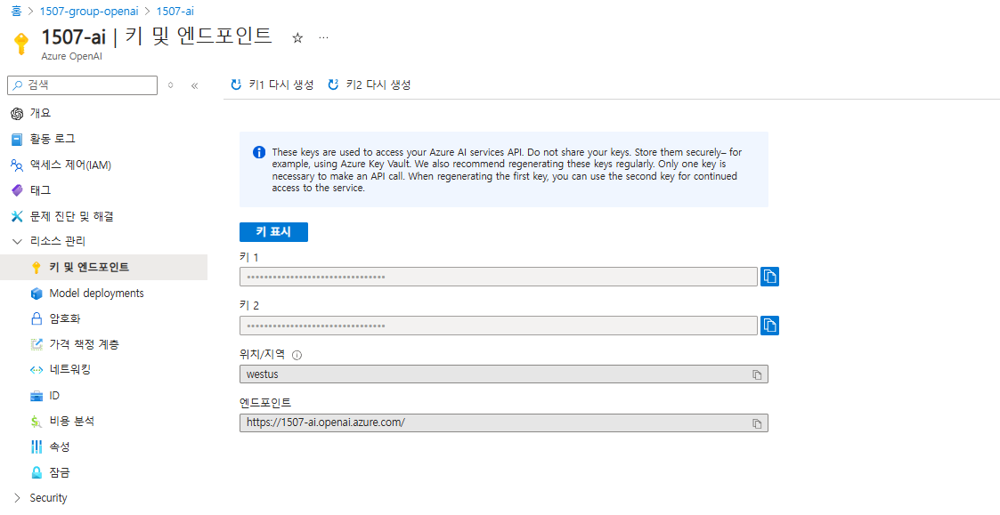 홈 > 1507-group-openai > 1507-ai
1507-ai | 키 및 엔드포인트 ☆ ...
Azure OpenAI
검색
개요
활동 로그
액세스 제어(IAM)
태그
문제 진단 및 해결
리소스 관리
키 및 엔드포인트
Model deployments
암호화
가격 책정 계층
네트워킹
ID
비용 분석
속성
잠금
Security
키1 다시 생성 키2 다시 생성
These keys are used to access your Azure AI services API. Do not share your keys. Store them securely– for
example, using Azure Key Vault. We also recommend regenerating these keys regularly. Only one key is
necessary to make an API call. When regenerating the first key, you can use the second key for continued
access to the service.
키 표시
키 1
••••••••••••••••••••••••••••••••
키 2
••••••••••••••••••••••••••••••••
위치/지역
westus
엔드포인트
https://1507-ai.openai.azure.com/